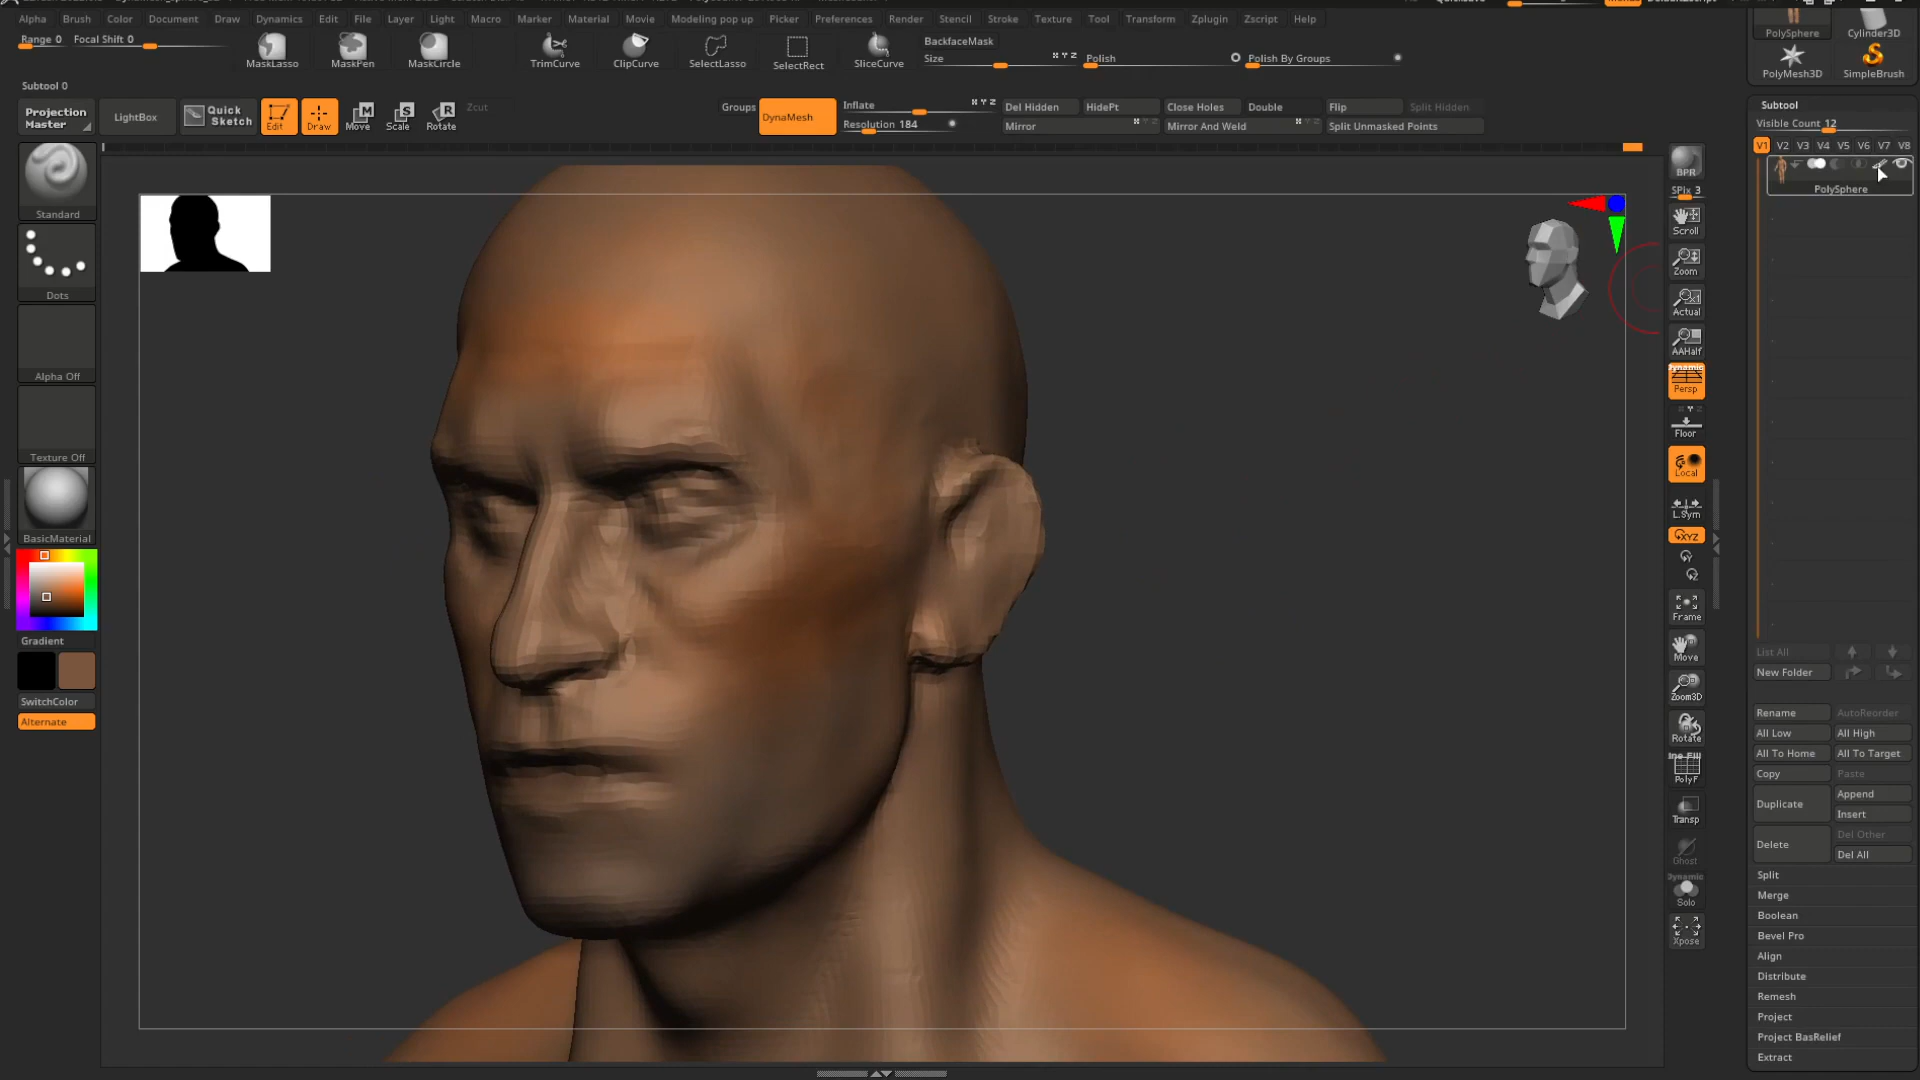 Alpha Brush Color Document Draw Dynamics Edit File Layer Light Macro Marker Material Movie Modeling pop up Picker Preferences Render Stencil Stroke Texture Tool Transform Zplugin Zscript Help
Range 0 Focal Shift 0
MaskLasso MaskPen MaskCircle TrimCurve ClipCurve SelectLasso SelectRect SliceCurve
BackfaceMask
Size Polish Polish By Groups
PolySphere Cylinder3D
PolyMesh3D SimpleBrush
Subtool 0
Projection Master
LightBox
Quick Sketch
Edit Draw Move Scale Rotate
Zcut
Groups DynaMesh
Inflate
Resolution 184
Del Hidden HidePt Close Holes Double Flip Split Hidden
Mirror Mirror And Weld Split Unmasked Points
Standard
Dots
Alpha Off
Texture Off
BasicMaterial
Gradient
SwitchColor
Alternate
BPR
SPix 3
Scroll
Zoom
Actual
AAHalf
Dynamic
Persp
Floor
Local
L.Sym
XYZ
Frame
Move
Zoom3D
Rotate
PolyF
Transp
Ghost
Dynamic
Solo
Xpose
Subtool
Visible Count 12
V1 V2 V3 V4 V5 V6 V7 V8
PolySphere
List All
New Folder
Rename AutoReorder
All Low All High
All To Home All To Target
Copy Paste
Duplicate Append
Insert
Delete Del Other
Del All
Split
Merge
Boolean
Bevel Pro
Align
Distribute
Remesh
Project
Project BasRelief
Extract